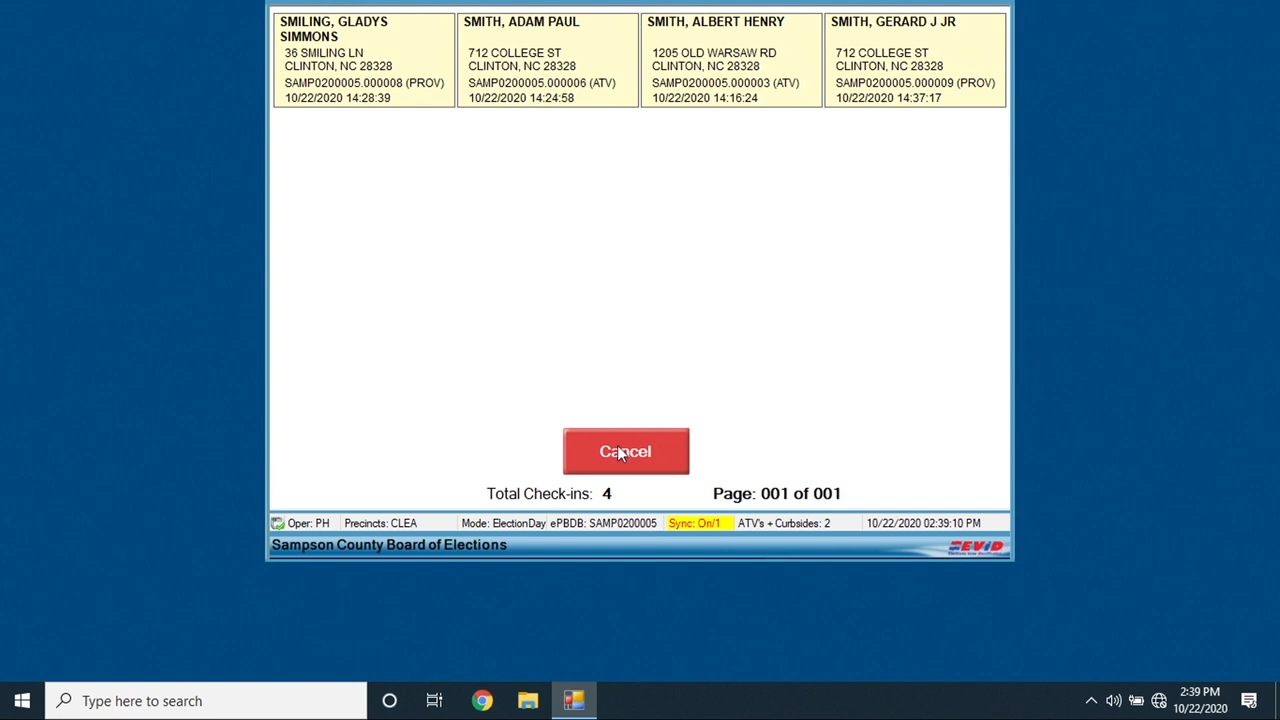 SMILING, GLADYS
SIMMONS
36 SMILING LN
CLINTON, NC 28328
SAMP0200005.000008 (PROV)
10/22/2020 14:28:39
SMITH, ADAM PAUL
712 COLLEGE ST
CLINTON, NC 28328
SAMP0200005.000006 (ATV)
10/22/2020 14:24:58
SMITH, ALBERT HENRY
1205 OLD WARSAW RD
CLINTON, NC 28328
SAMP0200005.000003 (ATV)
10/22/2020 14:16:24
SMITH, GERARD J JR
712 COLLEGE ST
CLINTON, NC 28328
SAMP0200005.000009 (PROV)
10/22/2020 14:37:17
Cancel
Total Check-ins: 4 Page: 001 of 001
Oper: PH Precincts: CLEA Mode: ElectionDay ePBDB: SAMP0200005 Sync: On/1 ATV's + Curbsides: 2 10/22/2020 02:39:10 PM
Sampson County Board of Elections EViD
Type here to search
2:39 PM
10/22/2020